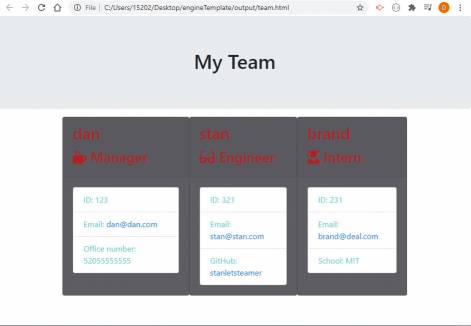 File | C:/Users/15202/Desktop/engineTemplate/output/team.html
D
My Team
dan
Manager
ID: 123
Email: dan@dan.com
Office number:
52055555555
stan
Engineer
ID: 321
Email:
stan@stan.com
GitHub:
stanletsteamer
brand
Intern
ID: 231
Email:
brand@deal.com
School: MIT